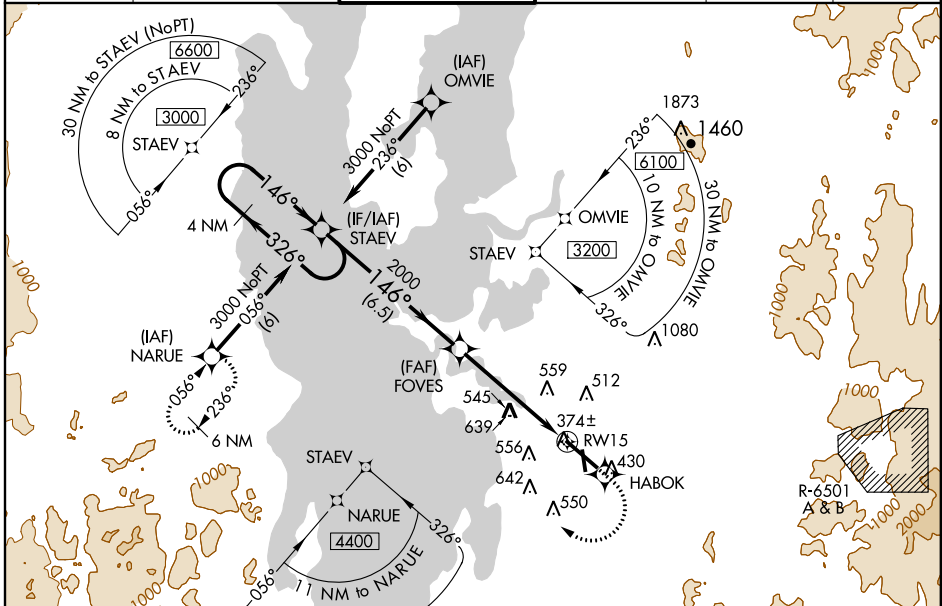 30 NM to STAEV (NoPT)
6600
8 NM to STAEV
236°
3000
STAEV
056°
(IAF)
OMVIE
3000 NoPT
236°
(6)
1873
1460
236°
6100
10 NM to OMVIE
30 NM to OMVIE
OMVIE
STAEV
3200
326°
1080
1000
1000
146°
4 NM
(IF/IAF)
STAEV
326°
2000
146°
(6.5)
1000
3000 NoPT
056°
(6)
(IAF)
NARUE
056°
236°
6 NM
(FAF)
FOVES
559
512
545
639
374±
RW15
556
430
HABOK
642
550
1000
R-6501
A & B
1000
2000
STAEV
NARUE
4400
326°
11 NM to NARUE
056°
1000
1000
1000